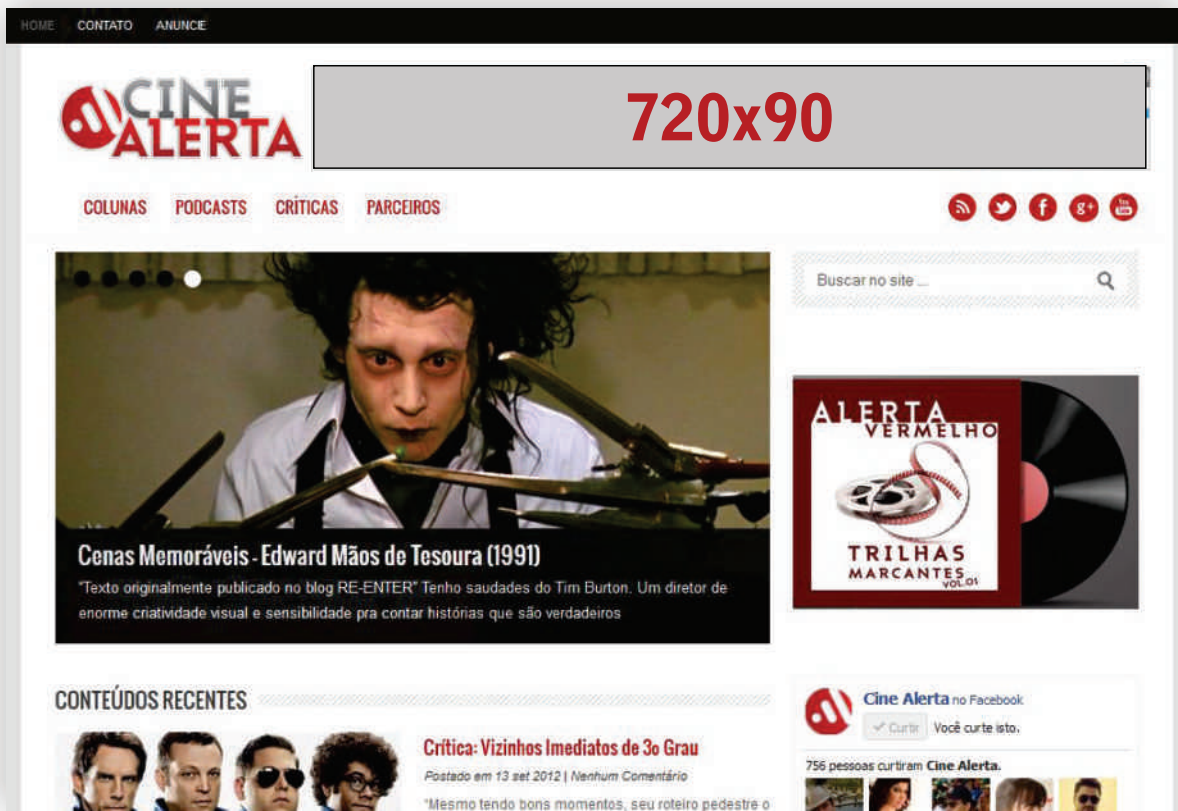 HOME CONTATO ANUNCIE
CINE
ALERTA
720x90
COLUNAS PODCASTS CRÍTICAS PARCEIROS
Buscar no site ...
ALERTA
VERMELHO
TRILHAS
MARCANTES
VOL.01
Cenas Memoráveis - Edward Mãos de Tesoura (1991)
"Texto originalmente publicado no blog RE-ENTER" Tenho saudades do Tim Burton. Um diretor de
enorme criatividade visual e sensibilidade pra contar histórias que são verdadeiros
CONTEÚDOS RECENTES
Crítica: Vizinhos Imediatos de 3o Grau
Postado em 13 set 2012 | Nenhum Comentário
"Mesmo tendo bons momentos, seu roteiro pedestre o
Cine Alerta no Facebook
Curtir Você curte isto.
756 pessoas curtiram Cine Alerta.